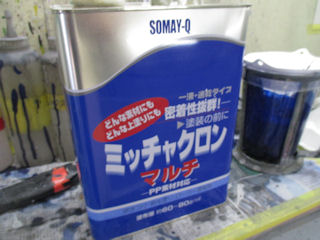 SOMAY-Q
どんな素材にも
どんな上塗りにも
一液・速乾タイプ
密着性抜群!
▶塗装の前に
ミッチャクロン
マルチ
—PP素材対応—